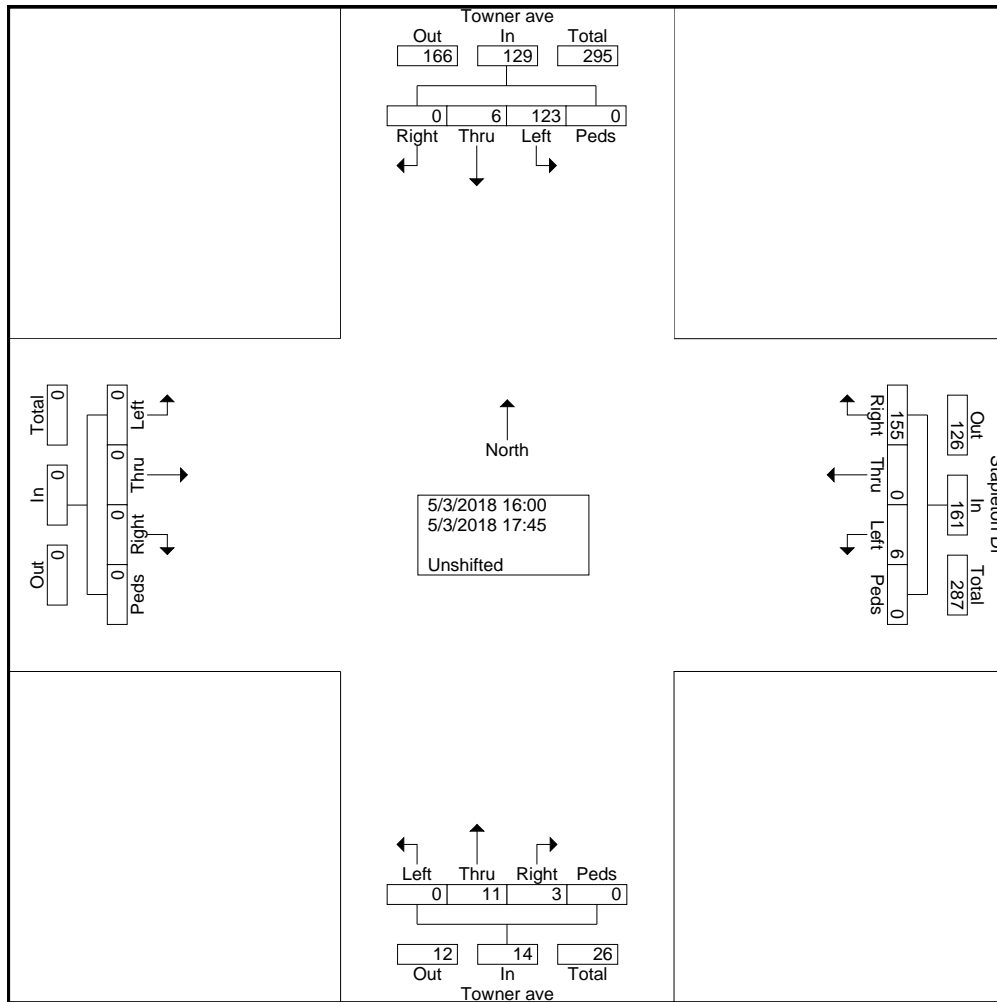 Towner ave
Out In Total
166 129 295
0 6 123 0
Right Thru Left Peds
Total In Out
0 0 0
0 0 0 0
Left Thru Right Peds
North
5/3/2018 16:00
5/3/2018 17:45
Unshifted
Right Thru Left Peds
155 0 6 0
Out In Total
126 161 287
Stapleton Dr
Left Thru Right Peds
0 11 3 0
12 14 26
Out In Total
Towner ave